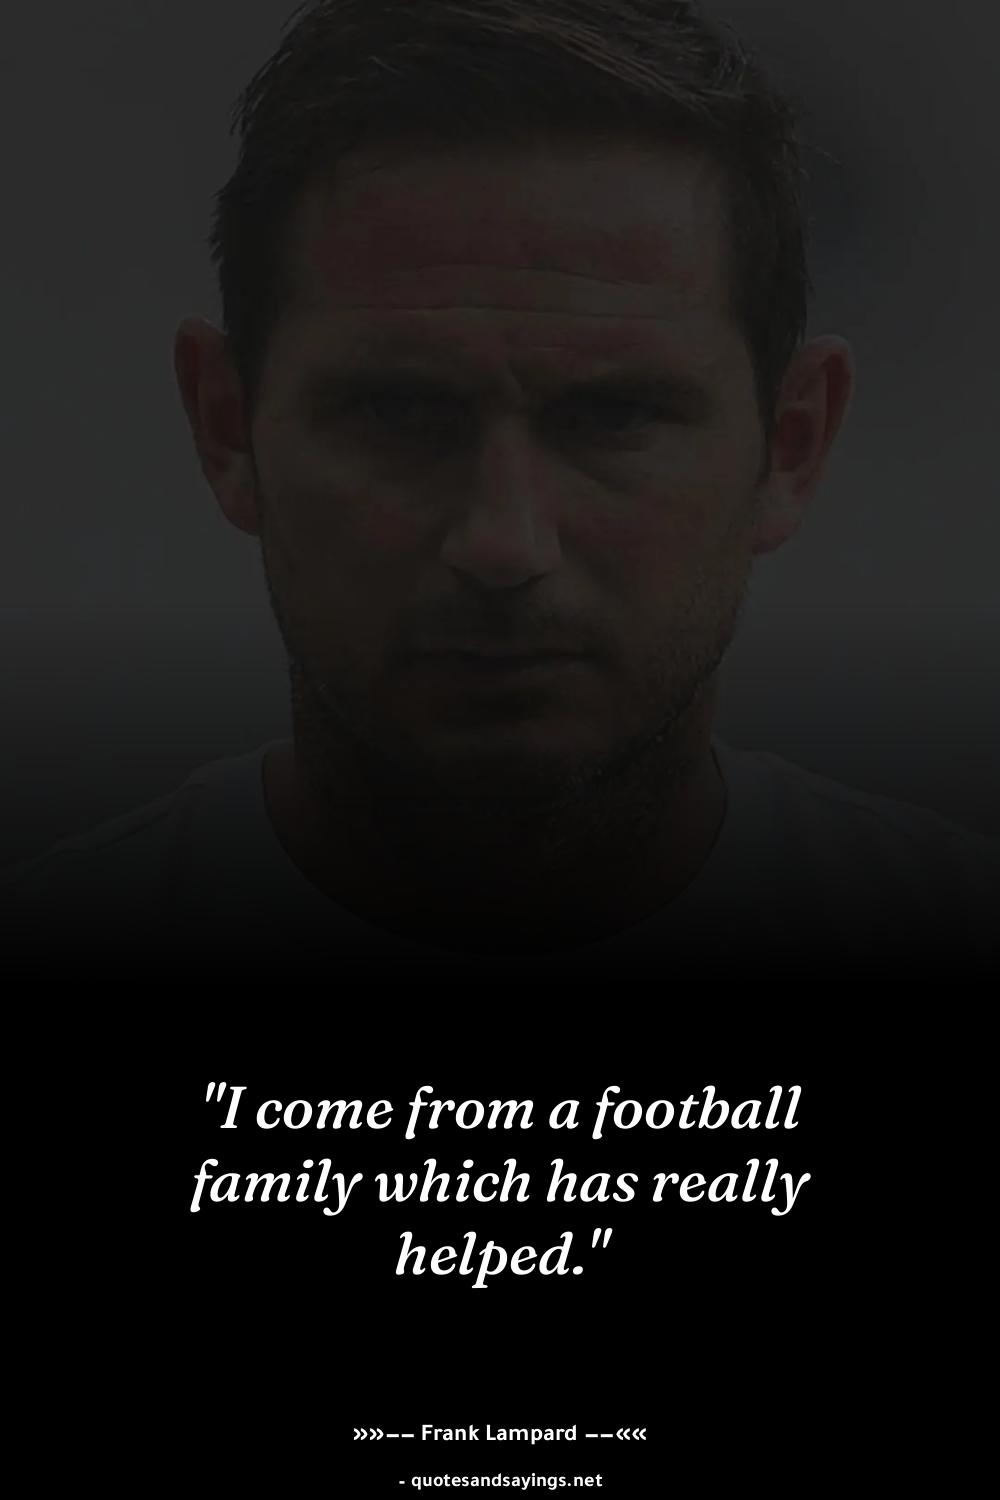 "I come from a football
family which has really
helped."
»»–– Frank Lampard ––««
- quotesandsayings.net